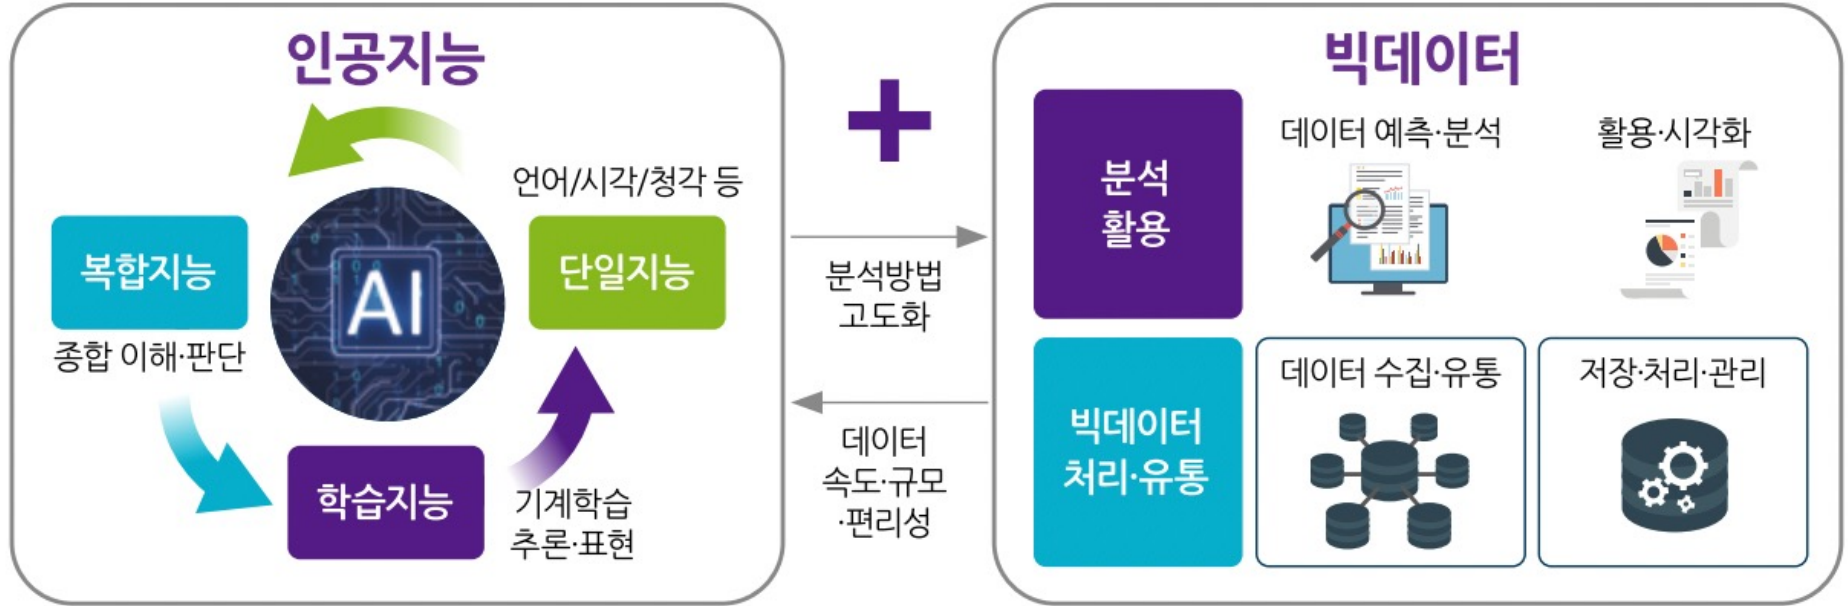 인공지능
언어/시각/청각 등
복합지능
AI
단일지능
종합 이해·판단
학습지능
기계학습
추론·표현
+
분석방법
고도화
데이터
속도·규모
·편리성
빅데이터
분석
활용
데이터 예측·분석
활용·시각화
빅데이터
처리·유통
데이터 수집·유통
저장·처리·관리